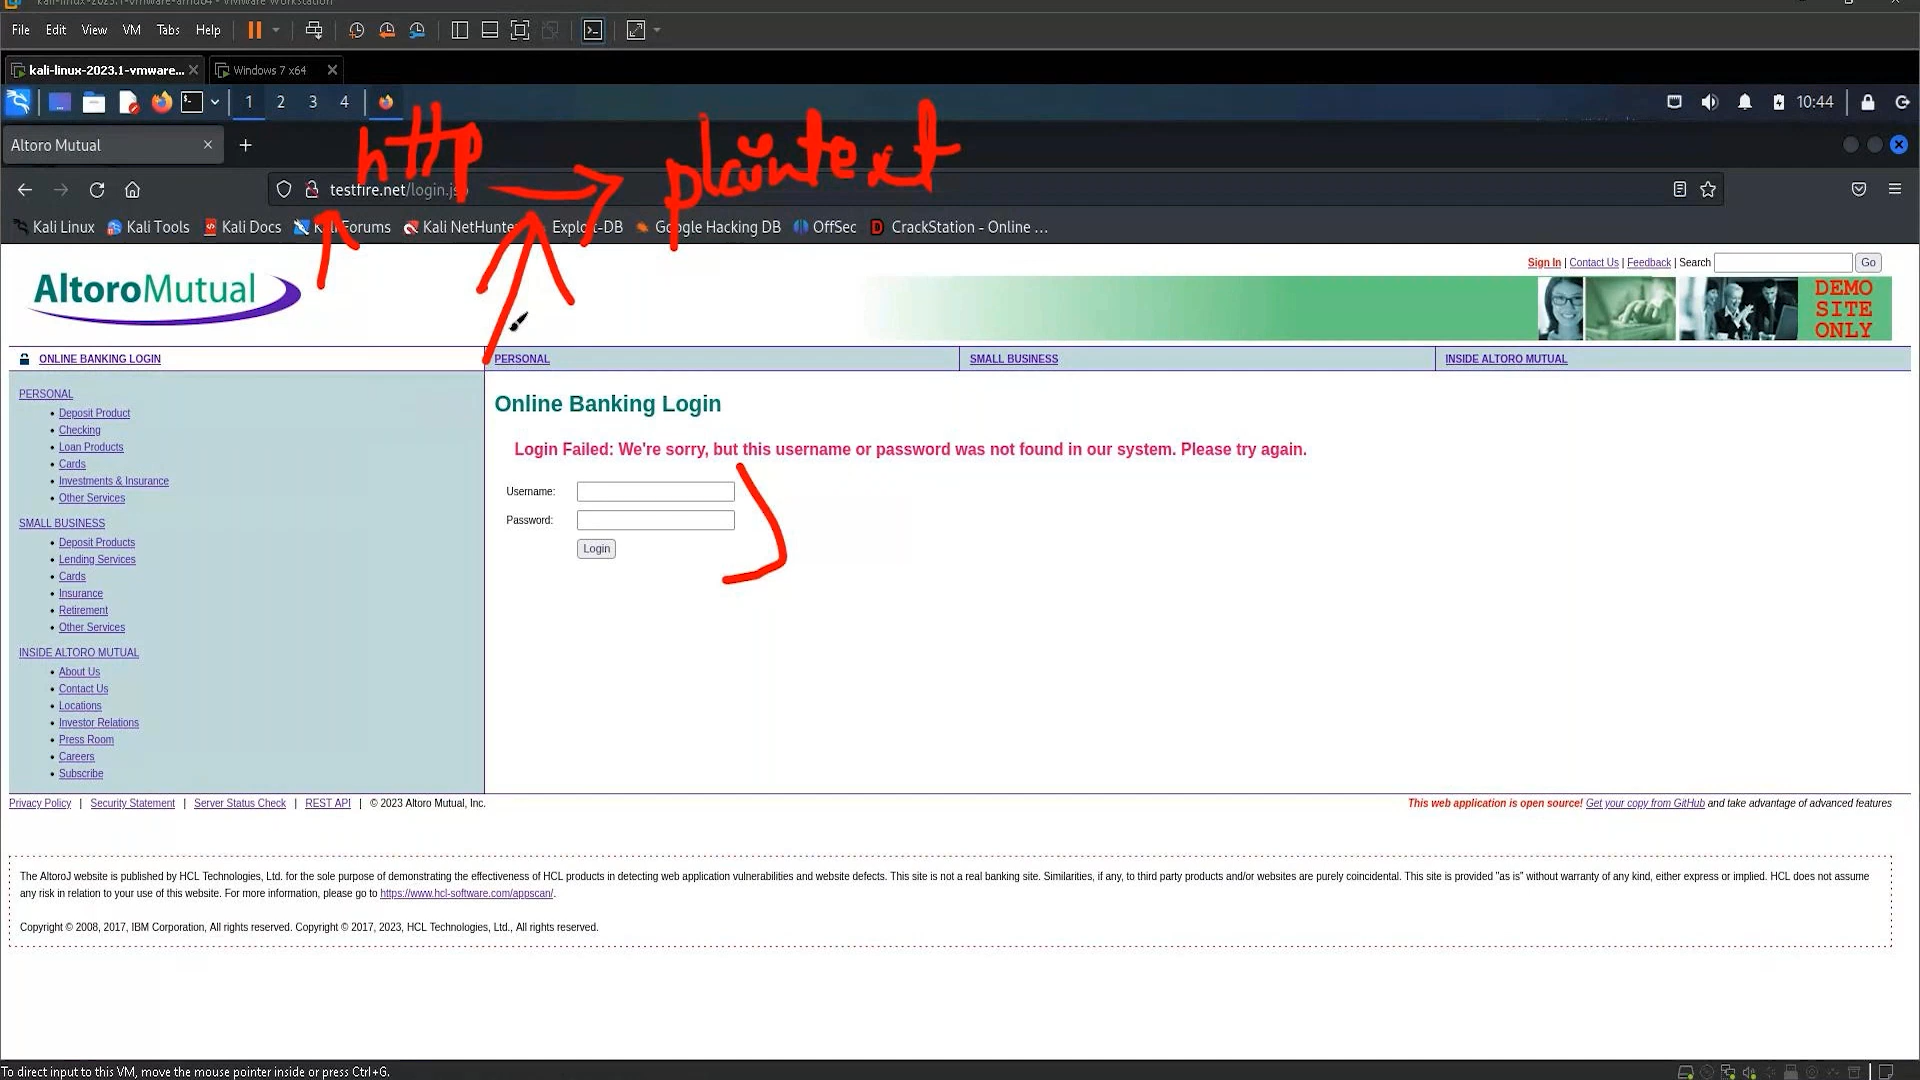 kali-linux-2023.1-vmware-amd64 - VMware Workstation
File Edit View VM Tabs Help
kali-linux-2023.1-vmware... Windows 7 x64
1 2 3 4 10:44
http plaintext
Altoro Mutual
testfire.net/login.jsp
Kali Linux Kali Tools Kali Docs Kali Forums Kali NetHunter Exploit-DB Google Hacking DB OffSec CrackStation - Online ...
Sign In | Contact Us | Feedback | Search Go
AltoroMutual
DEMO
SITE
ONLY
ONLINE BANKING LOGIN PERSONAL SMALL BUSINESS INSIDE ALTORO MUTUAL
PERSONAL
Deposit Product
Checking
Loan Products
Cards
Investments & Insurance
Other Services
SMALL BUSINESS
Deposit Products
Lending Services
Cards
Insurance
Retirement
Other Services
INSIDE ALTORO MUTUAL
About Us
Contact Us
Locations
Investor Relations
Press Room
Careers
Subscribe
Online Banking Login
Login Failed: We're sorry, but this username or password was not found in our system. Please try again.
Username:
Password:
Login
Privacy Policy | Security Statement | Server Status Check | REST API | © 2023 Altoro Mutual, Inc.
This web application is open source! Get your copy from GitHub and take advantage of advanced features
The AltoroJ website is published by HCL Technologies, Ltd. for the sole purpose of demonstrating the effectiveness of HCL products in detecting web application vulnerabilities and website defects. This site is not a real banking site. Similarities, if any, to third party products and/or websites are purely coincidental. This site is provided "as is" without warranty of any kind, either express or implied. HCL does not assume
any risk in relation to your use of this website. For more information, please go to https://www.hcl-software.com/appscan/.
Copyright © 2008, 2017, IBM Corporation, All rights reserved. Copyright © 2017, 2023, HCL Technologies, Ltd., All rights reserved.
To direct input to this VM, move the mouse pointer inside or press Ctrl+G.